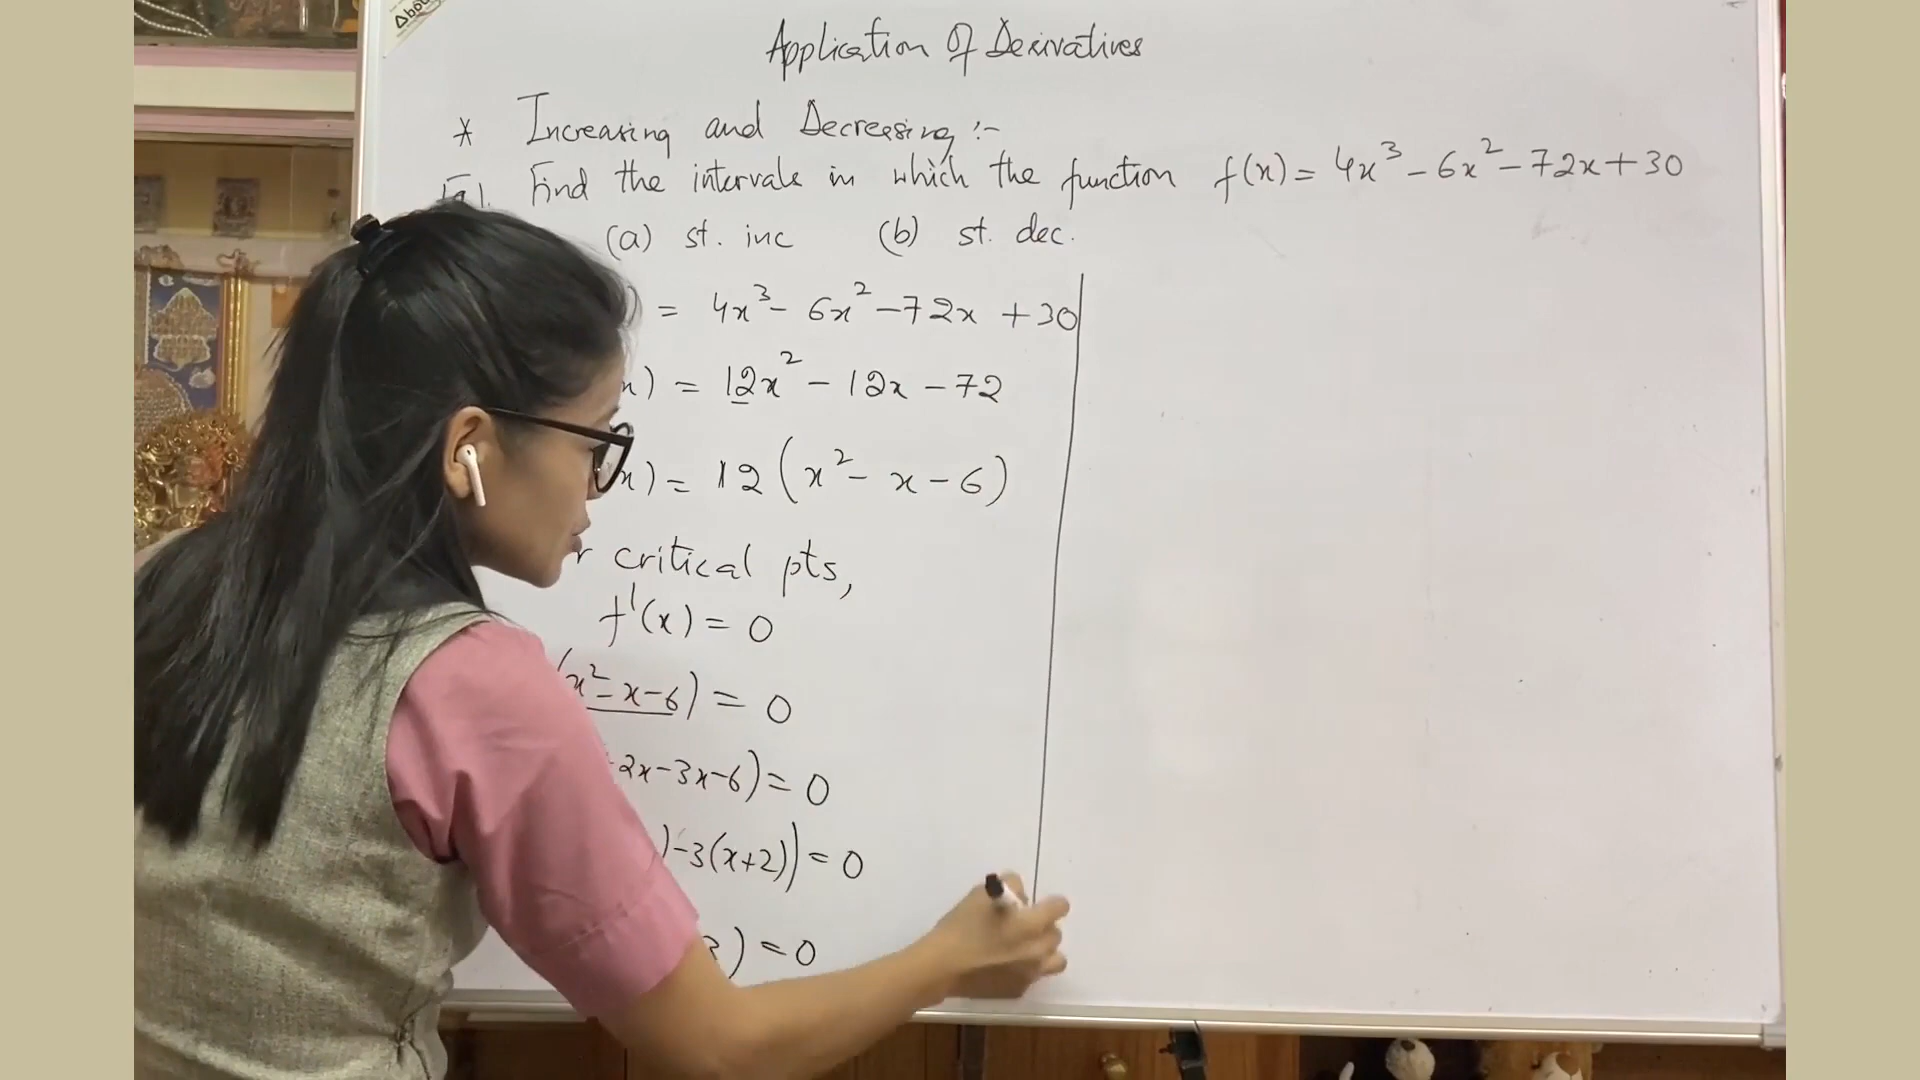 Abou
Application Of Derivatives
* Increasing and Decreasing :-
Find the intervals in which the function f(x) = 4x³ - 6x² - 72x + 30
(a) st. inc (b) st. dec.
) = 4x³ - 6x² - 72x + 30
x) = 12x² - 12x - 72
x) = 12 (x² - x - 6)
r critical pts,
f'(x) = 0
(x² - x - 6) = 0
2x - 3x - 6) = 0
) - 3(x+2)) = 0
3) = 0